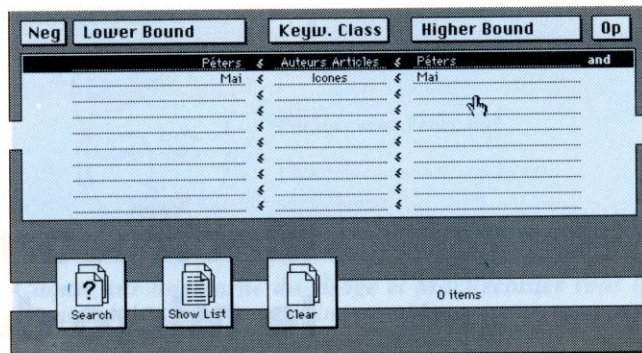 Neg Lower Bound Keyw. Class Higher Bound Op
Péters ≤ Auteurs Articles ≤ Péters and
Mai ≤ Icones ≤ Mai
≤ ≤
≤ ≤
≤ ≤
≤ ≤
≤ ≤
≤ ≤
≤ ≤
? 0 items
Search Show List Clear